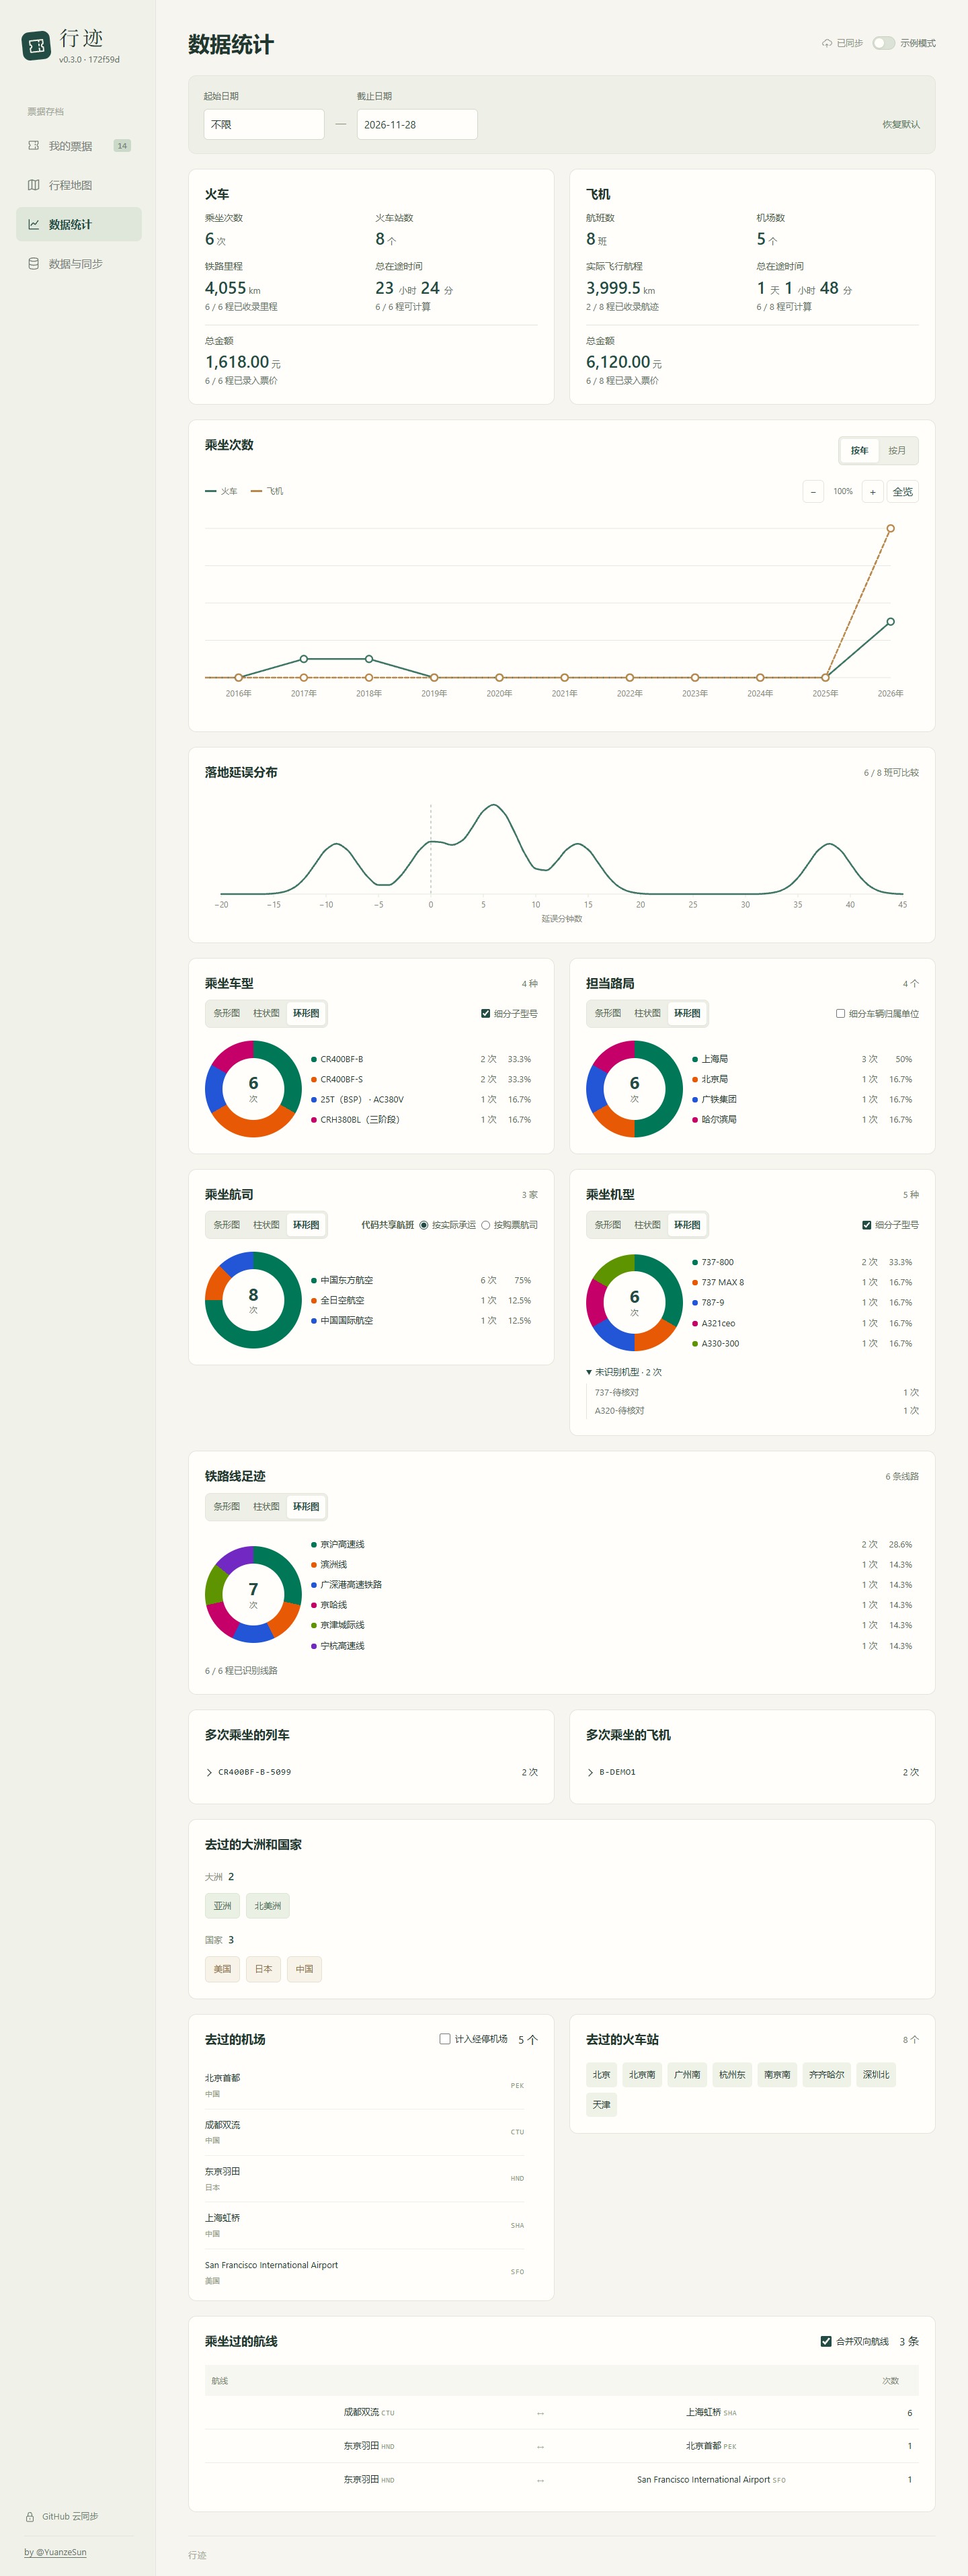 行迹
v0.3.0 · 172f59d
票据存档
我的票据 14
行程地图
数据统计
数据与同步
数据统计
已同步 示例模式
起始日期 截止日期
不限 — 2026-11-28 恢复默认
火车
乘坐次数 火车站数
6 次 8 个
铁路里程 总在途时间
4,055 km 23 小时 24 分
6 / 6 程已收录里程 6 / 6 程可计算
总金额
1,618.00 元
6 / 6 程已录入票价
飞机
航班数 机场数
8 班 5 个
实际飞行航程 总在途时间
3,999.5 km 1 天 1 小时 48 分
2 / 8 程已收录航迹 6 / 8 程可计算
总金额
6,120.00 元
6 / 8 程已录入票价
乘坐次数 按年 按月
火车 飞机 − 100% + 全览
2016年 2017年 2018年 2019年 2020年 2021年 2022年 2023年 2024年 2025年 2026年
落地延误分布 6 / 8 班可比较
−20 −15 −10 −5 0 5 10 15 20 25 30 35 40 45
延误分钟数
乘坐车型 4 种
条形图 柱状图 环形图 细分子型号
6
次
CR400BF-B 2 次 33.3%
CR400BF-S 2 次 33.3%
25T（BSP） · AC380V 1 次 16.7%
CRH380BL（三阶段） 1 次 16.7%
担当路局 4 个
条形图 柱状图 环形图 细分车辆归属单位
6
次
上海局 3 次 50%
北京局 1 次 16.7%
广铁集团 1 次 16.7%
哈尔滨局 1 次 16.7%
乘坐航司 3 家
条形图 柱状图 环形图 代码共享航班 按实际承运 按购票航司
8
次
中国东方航空 6 次 75%
全日空航空 1 次 12.5%
中国国际航空 1 次 12.5%
乘坐机型 5 种
条形图 柱状图 环形图 细分子型号
6
次
737-800 2 次 33.3%
737 MAX 8 1 次 16.7%
787-9 1 次 16.7%
A321ceo 1 次 16.7%
A330-300 1 次 16.7%
未识别机型 · 2 次
737-待核对 1 次
A320-待核对 1 次
铁路线足迹 6 条线路
条形图 柱状图 环形图
7
次
京沪高速线 2 次 28.6%
滨洲线 1 次 14.3%
广深港高速铁路 1 次 14.3%
京哈线 1 次 14.3%
京津城际线 1 次 14.3%
宁杭高速线 1 次 14.3%
6 / 6 程已识别线路
多次乘坐的列车
CR400BF-B-5099 2 次
多次乘坐的飞机
B-DEMO1 2 次
去过的大洲和国家
大洲 2
亚洲 北美洲
国家 3
美国 日本 中国
去过的机场 计入经停机场 5 个
北京首都
中国 PEK
成都双流
中国 CTU
东京羽田
日本 HND
上海虹桥
中国 SHA
San Francisco International Airport
美国 SFO
去过的火车站 8 个
北京 北京南 广州南 杭州东 南京南 齐齐哈尔 深圳北
天津
乘坐过的航线 合并双向航线 3 条
航线 次数
成都双流 CTU ↔ 上海虹桥 SHA 6
东京羽田 HND ↔ 北京首都 PEK 1
东京羽田 HND ↔ San Francisco International Airport SFO 1
GitHub 云同步
by @YuanzeSun
行迹